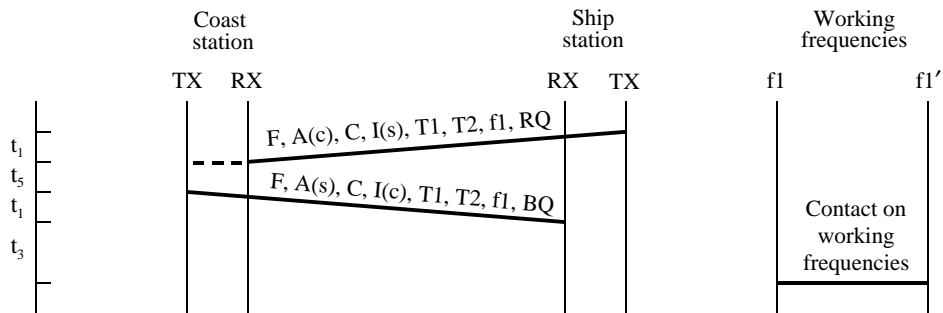 Coast
station
Ship
station
Working
frequencies
TX RX RX TX f1 f1′
F, A(c), C, I(s), T1, T2, f1, RQ
t₁
t₅
F, A(s), C, I(c), T1, T2, f1, BQ
t₁
t₃
Contact on
working
frequencies